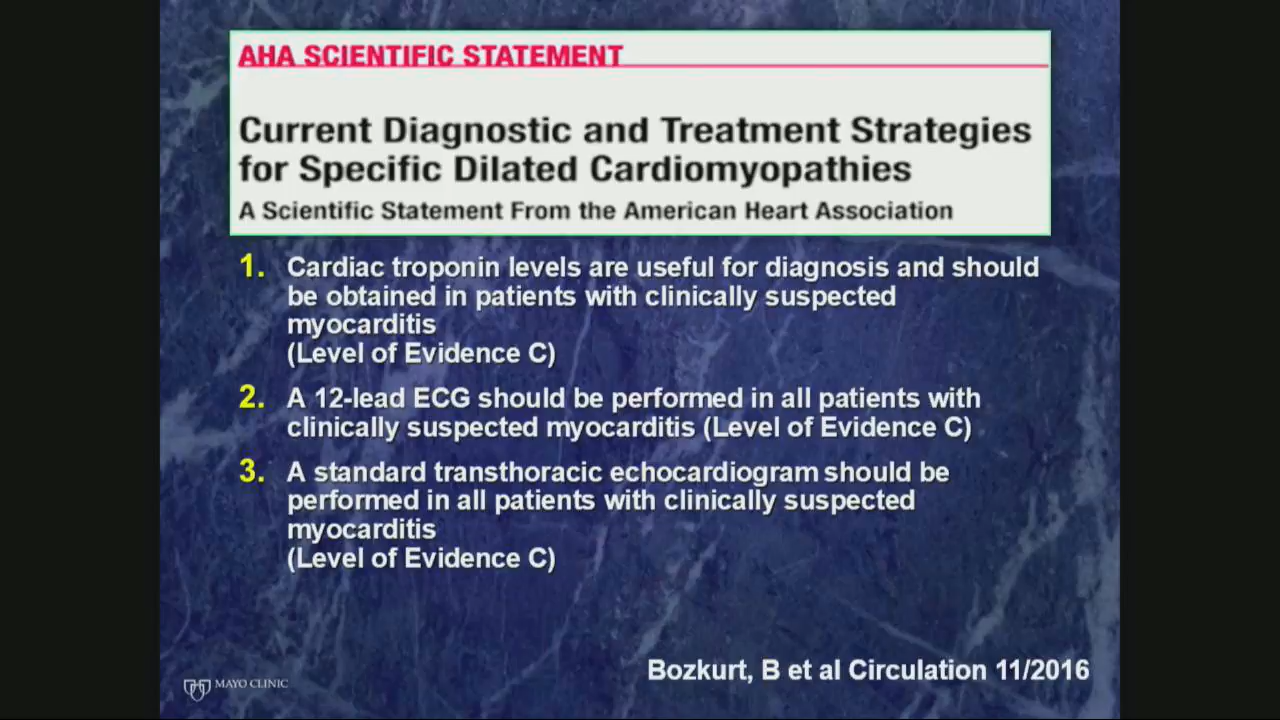 AHA SCIENTIFIC STATEMENT
Current Diagnostic and Treatment Strategies
for Specific Dilated Cardiomyopathies
A Scientific Statement From the American Heart Association
1. Cardiac troponin levels are useful for diagnosis and should
be obtained in patients with clinically suspected
myocarditis
(Level of Evidence C)
2. A 12-lead ECG should be performed in all patients with
clinically suspected myocarditis (Level of Evidence C)
3. A standard transthoracic echocardiogram should be
performed in all patients with clinically suspected
myocarditis
(Level of Evidence C)
Bozkurt, B et al Circulation 11/2016
MAYO CLINIC